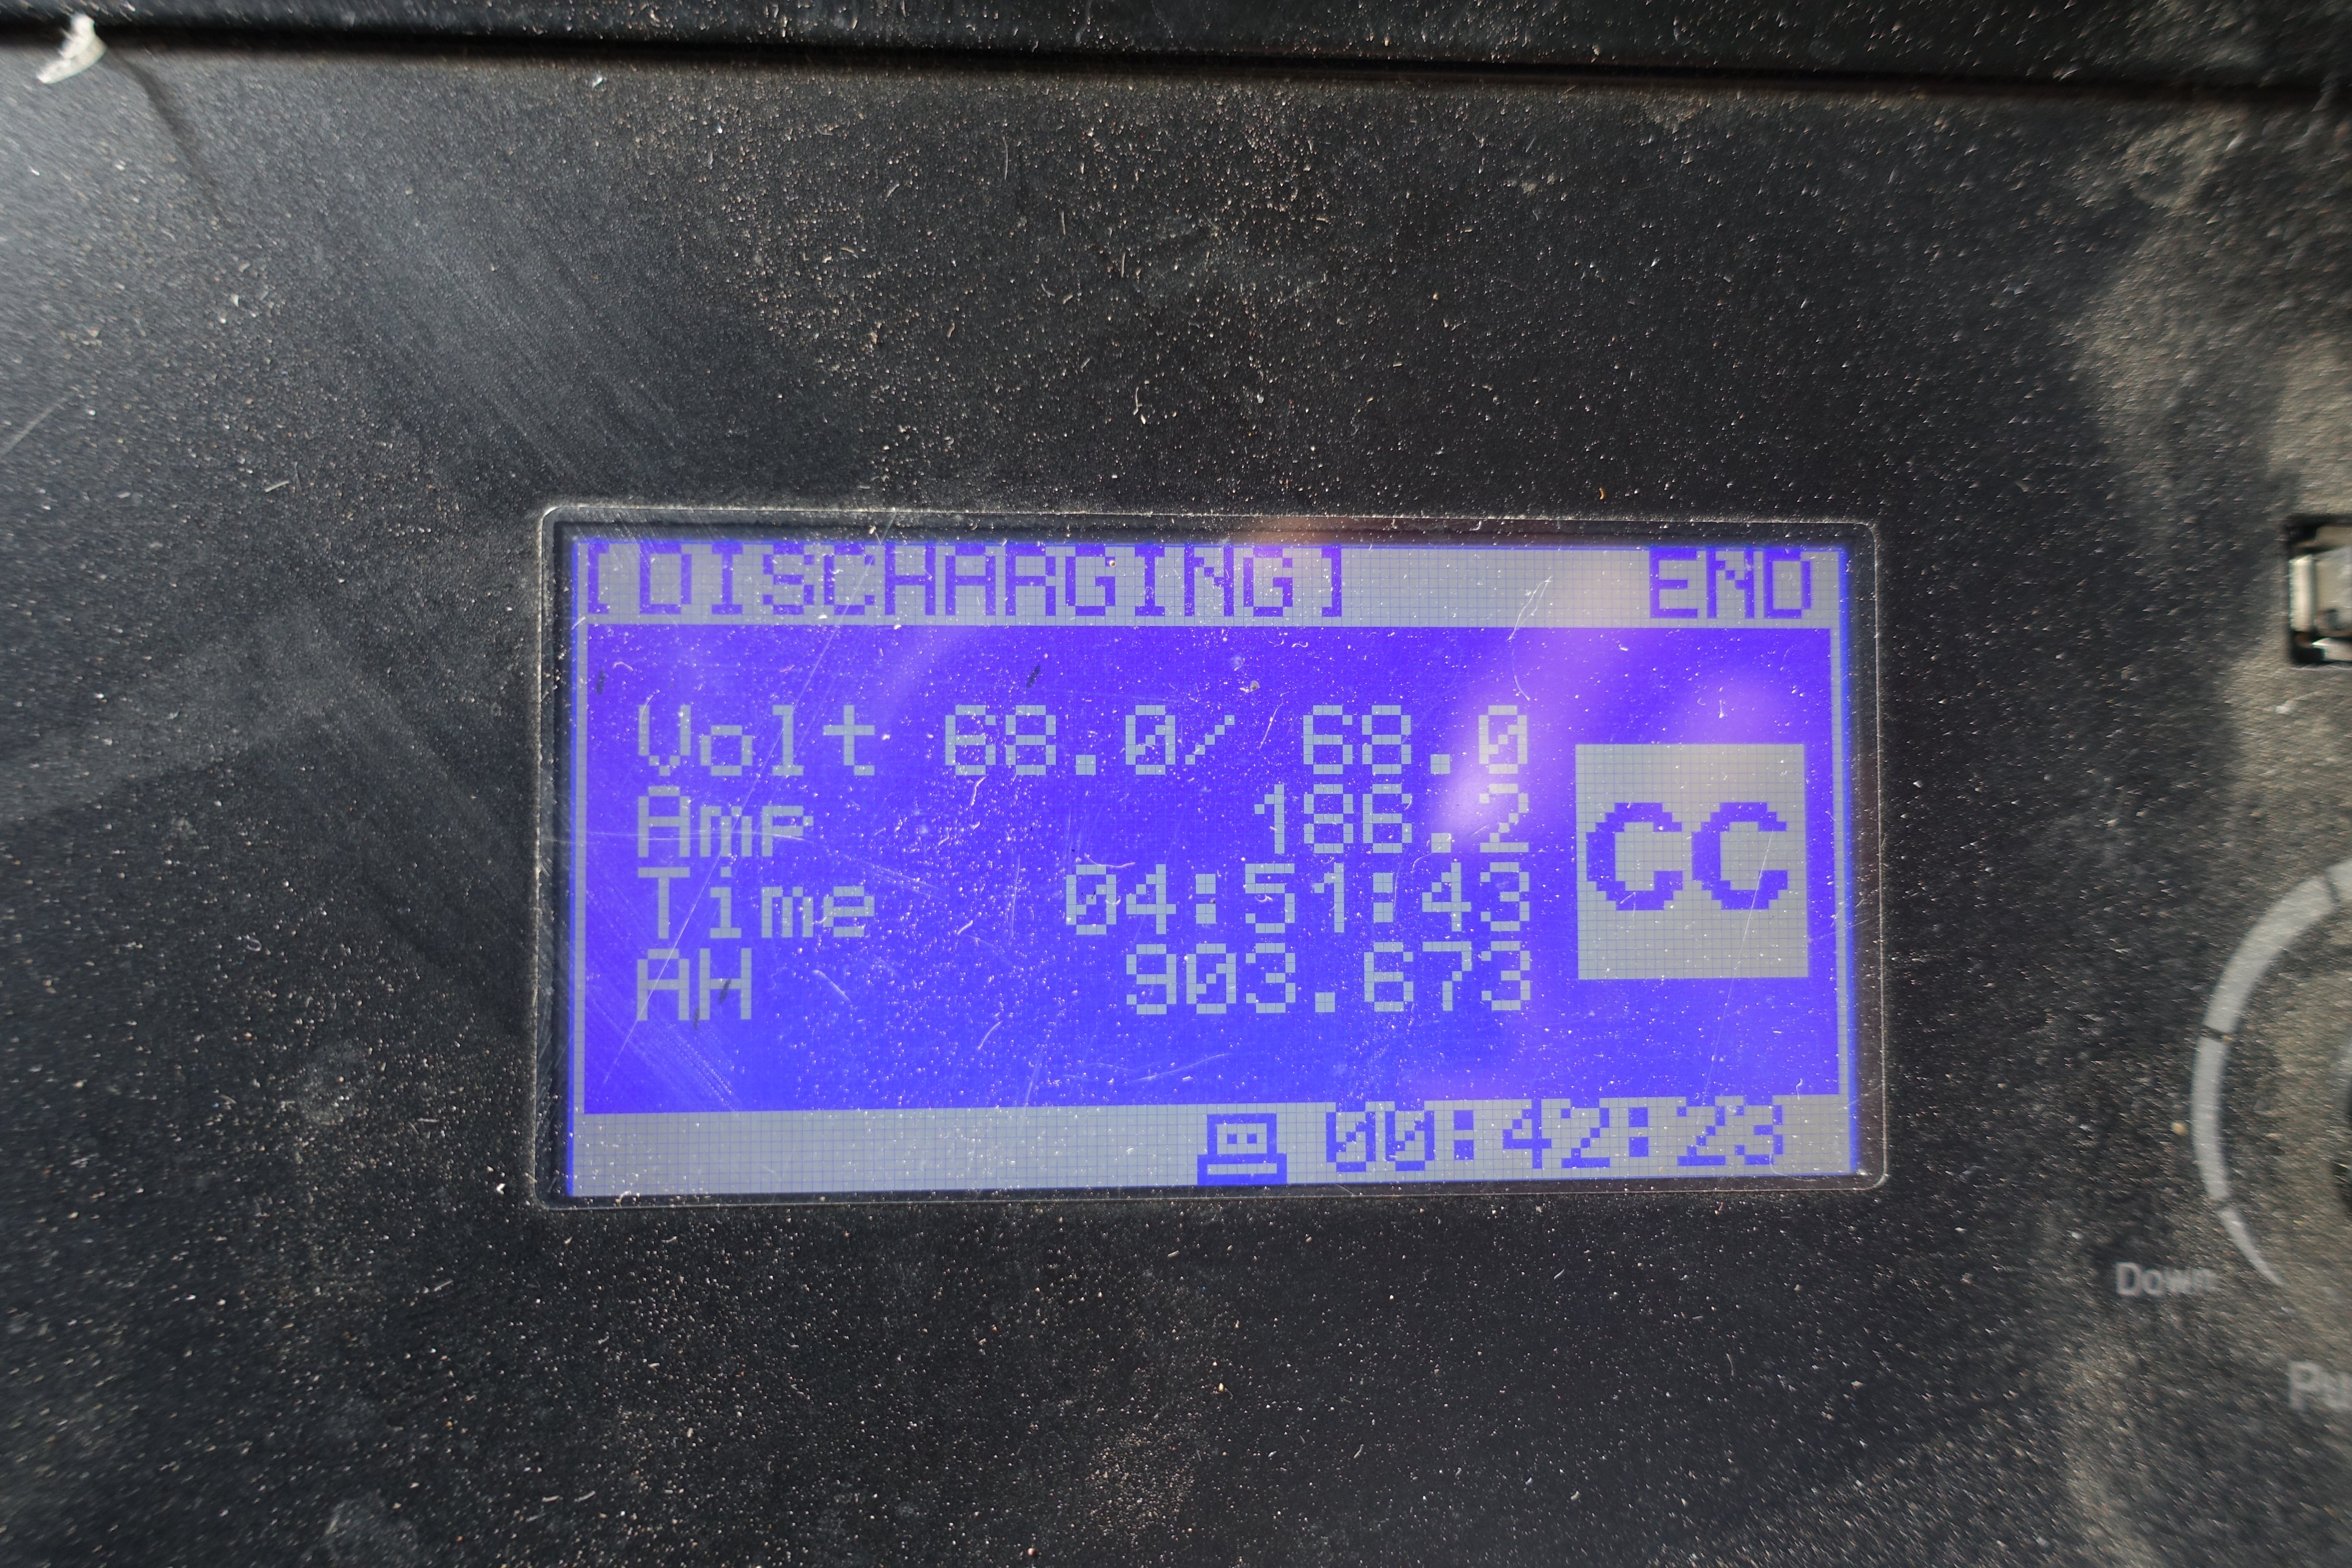 [DISCHARGING] END
Volt 68.0/ 68.0
Amp 186.2
CC
Time 04:51:43
AH 903.673
00:42:23
Down